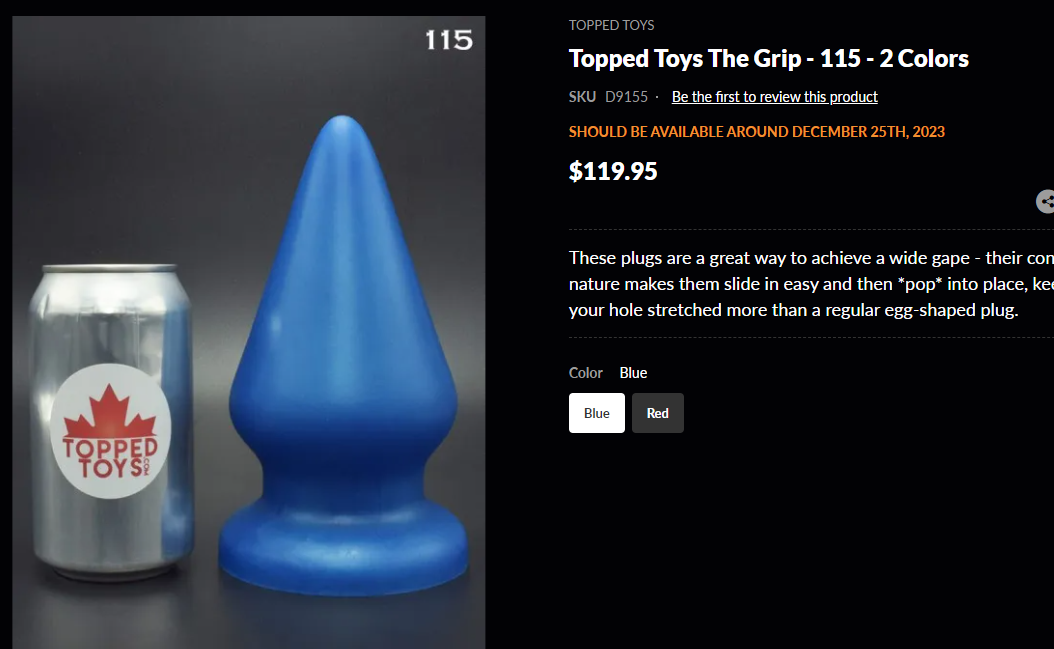 115
TOPPED
TOYS
.COM
TOPPED TOYS
Topped Toys The Grip - 115 - 2 Colors
SKU D9155 · Be the first to review this product
SHOULD BE AVAILABLE AROUND DECEMBER 25TH, 2023
$119.95
These plugs are a great way to achieve a wide gape - their con
nature makes them slide in easy and then *pop* into place, kee
your hole stretched more than a regular egg-shaped plug.
Color Blue
Blue Red